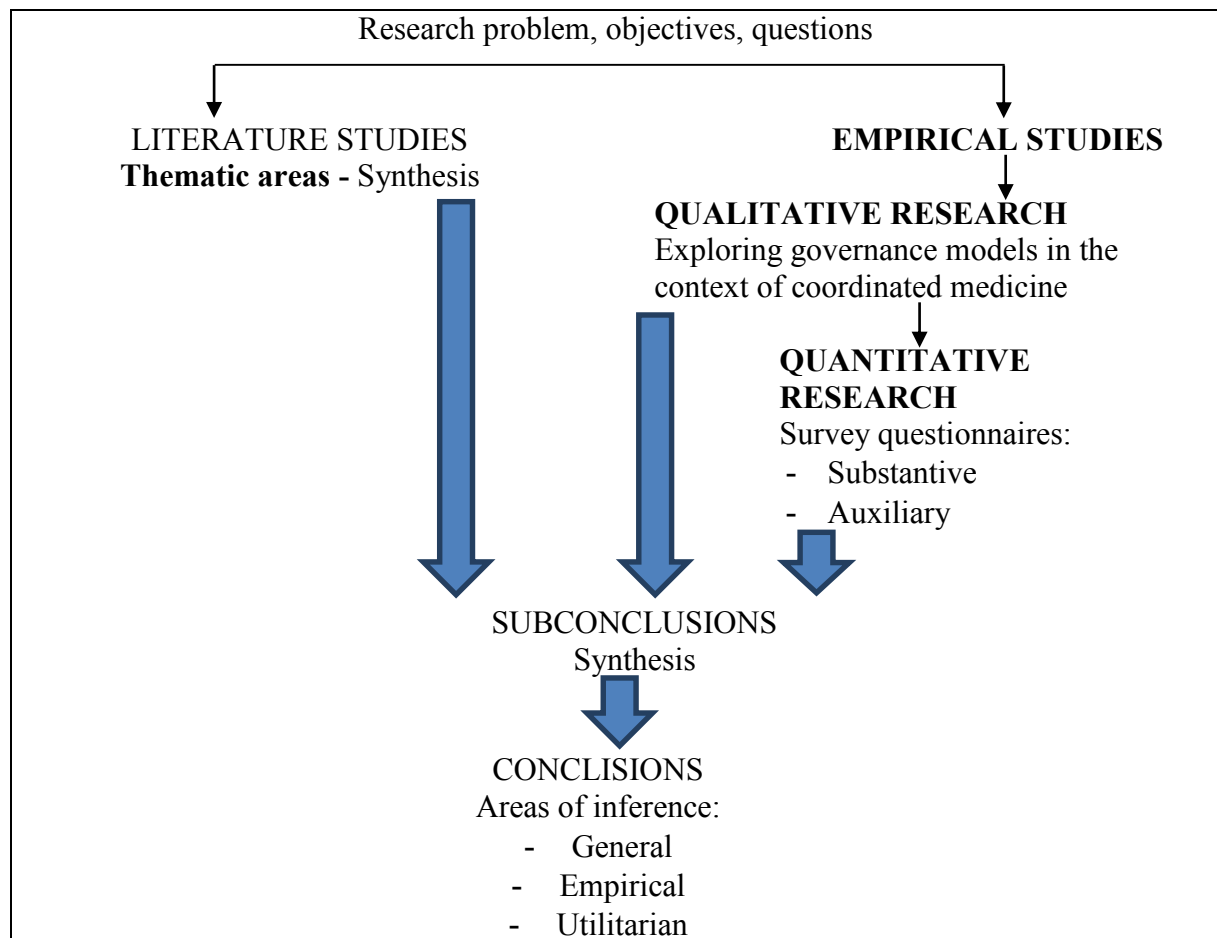 Research problem, objectives, questions
LITERATURE STUDIES
Thematic areas - Synthesis
EMPIRICAL STUDIES
QUALITATIVE RESEARCH
Exploring governance models in the
context of coordinated medicine
QUANTITATIVE
RESEARCH
Survey questionnaires:
- Substantive
- Auxiliary
SUBCONCLUSIONS
Synthesis
CONCLISIONS
Areas of inference:
- General
- Empirical
- Utilitarian